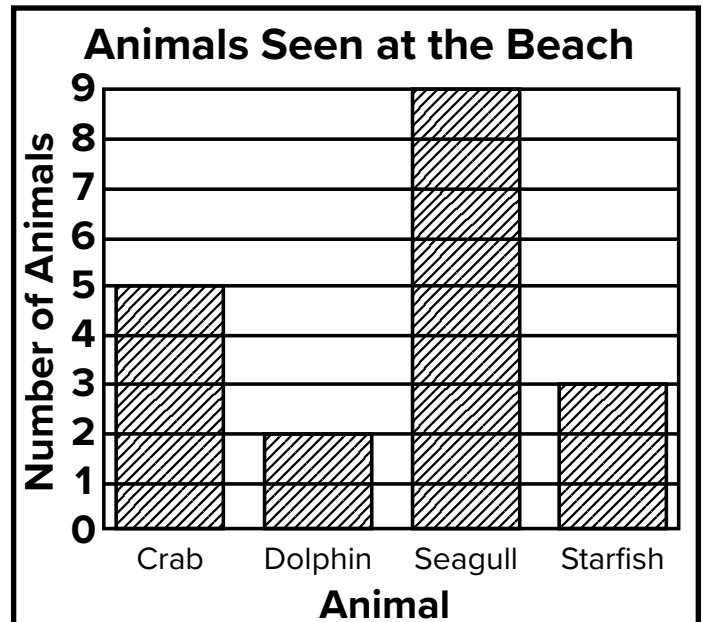 Animals Seen at the Beach
Number of Animals
9
8
7
6
5
4
3
2
1
0
Crab Dolphin Seagull Starfish
Animal